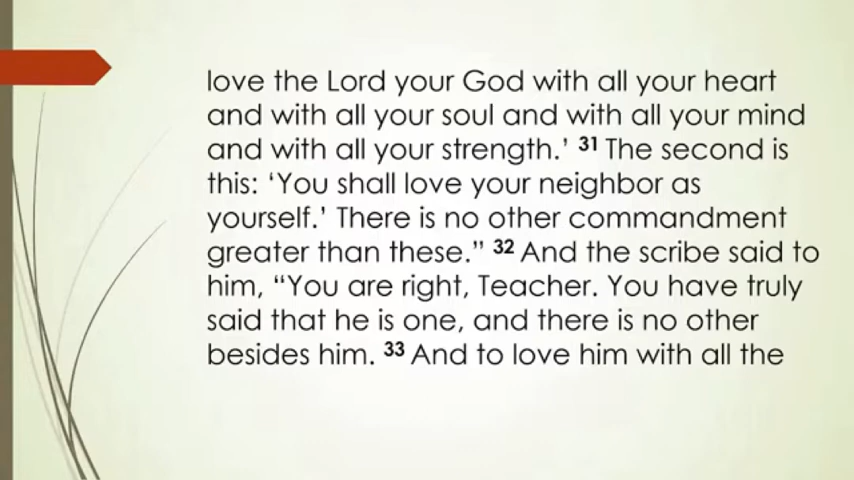 love the Lord your God with all your heart
and with all your soul and with all your mind
and with all your strength.’ 31 The second is
this: ‘You shall love your neighbor as
yourself.’ There is no other commandment
greater than these.” 32 And the scribe said to
him, “You are right, Teacher. You have truly
said that he is one, and there is no other
besides him. 33 And to love him with all the